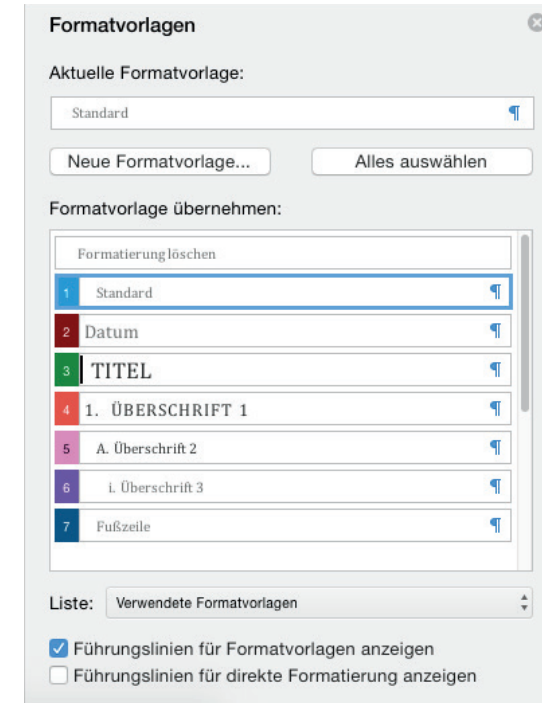 Formatvorlagen
Aktuelle Formatvorlage:
Standard ¶
Neue Formatvorlage... Alles auswählen
Formatvorlage übernehmen:
Formatierung löschen
1 Standard ¶
2 Datum ¶
3 TITEL ¶
4 1. ÜBERSCHRIFT 1 ¶
5 A. Überschrift 2 ¶
6 i. Überschrift 3 ¶
7 Fußzeile ¶
Liste: Verwendete Formatvorlagen
Führungslinien für Formatvorlagen anzeigen
Führungslinien für direkte Formatierung anzeigen